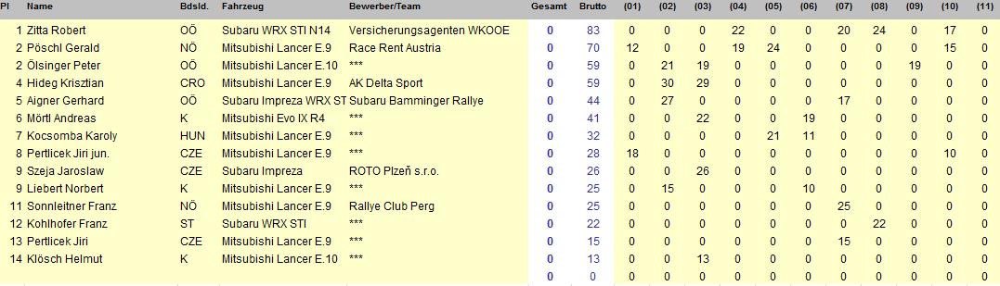 Pl Name Bdsld. Fahrzeug Bewerber/Team Gesamt Brutto (01) (02) (03) (04) (05) (06) (07) (08) (09) (10) (11)
1 Zitta Robert OÖ Subaru WRX STI N14 Versicherungsagenten WKOOE 0 83 0 0 0 22 0 0 20 24 0 17 0
2 Pöschl Gerald NÖ Mitsubishi Lancer E.9 Race Rent Austria 0 70 12 0 0 19 24 0 0 0 0 15 0
2 Ölsinger Peter OÖ Mitsubishi Lancer E.10 *** 0 59 0 21 19 0 0 0 0 0 19 0 0
4 Hideg Krisztian CRO Mitsubishi Lancer E.9 AK Delta Sport 0 59 0 30 29 0 0 0 0 0 0 0 0
5 Aigner Gerhard OÖ Subaru Impreza WRX ST Subaru Bamminger Rallye 0 44 0 27 0 0 0 0 17 0 0 0 0
6 Mörtl Andreas K Mitsubishi Evo IX R4 *** 0 41 0 0 22 0 0 19 0 0 0 0 0
7 Kocsomba Karoly HUN Mitsubishi Lancer E.9 *** 0 32 0 0 0 0 21 11 0 0 0 0 0
8 Pertlicek Jiri jun. CZE Mitsubishi Lancer E.9 *** 0 28 18 0 0 0 0 0 0 0 0 10 0
9 Szeja Jaroslaw CZE Subaru Impreza ROTO Plzeň s.r.o. 0 26 0 0 26 0 0 0 0 0 0 0 0
9 Liebert Norbert K Mitsubishi Lancer E.9 *** 0 25 0 15 0 0 0 10 0 0 0 0 0
11 Sonnleitner Franz NÖ Mitsubishi Lancer E.9 Rallye Club Perg 0 25 0 0 0 0 0 0 25 0 0 0 0
12 Kohlhofer Franz ST Subaru WRX STI *** 0 22 0 0 0 0 0 0 0 22 0 0 0
13 Pertlicek Jiri CZE Mitsubishi Lancer E.9 *** 0 15 0 0 0 0 0 0 15 0 0 0 0
14 Klösch Helmut K Mitsubishi Lancer E.10 *** 0 13 0 0 13 0 0 0 0 0 0 0 0
0 0 0 0 0 0 0 0 0 0 0 0 0